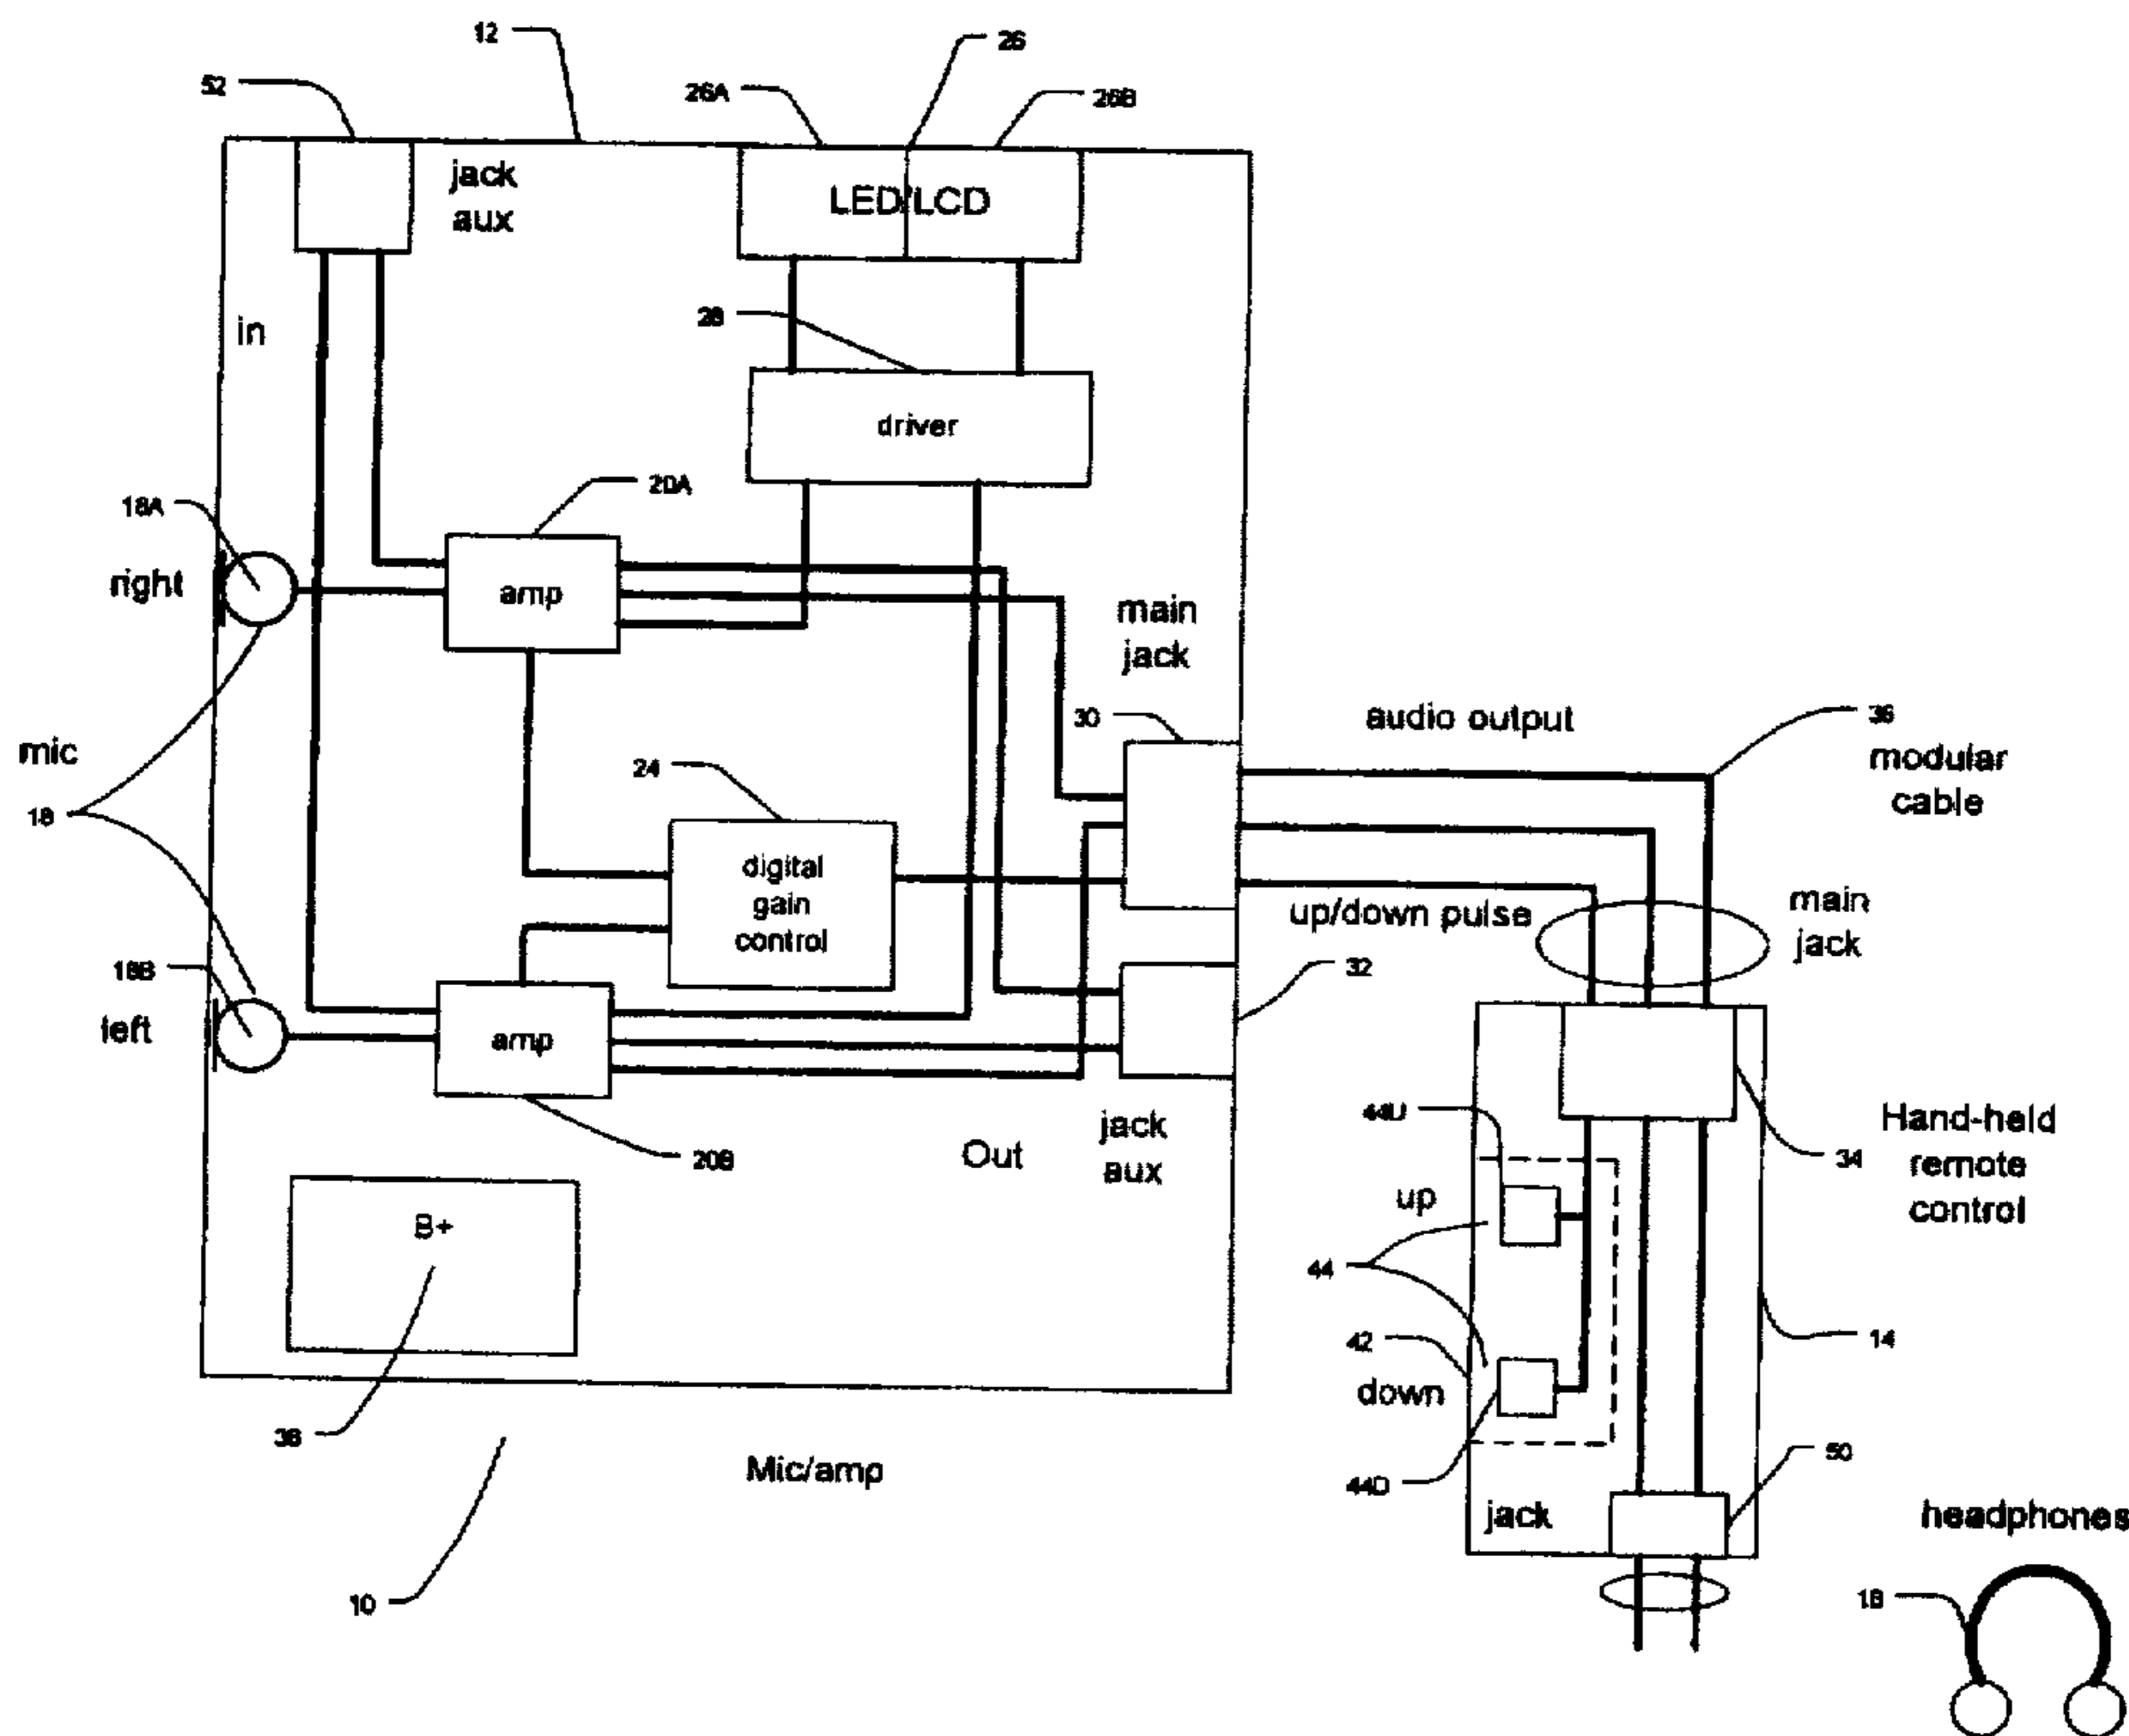 12
26
52
26A
26B
jack
aux
LED/LCD
in
28
driver
18A
20A
right
amp
main
jack
audio output
36
modular
cable
mic
18
30
24
digital
gain
control
up/down pulse
main
jack
18B
left
amp
32
44U
Hand-held
remote
control
34
Out
jack
aux
20B
up
B+
44
42
14
down
38
Mic/amp
44D
50
jack
headphones
10